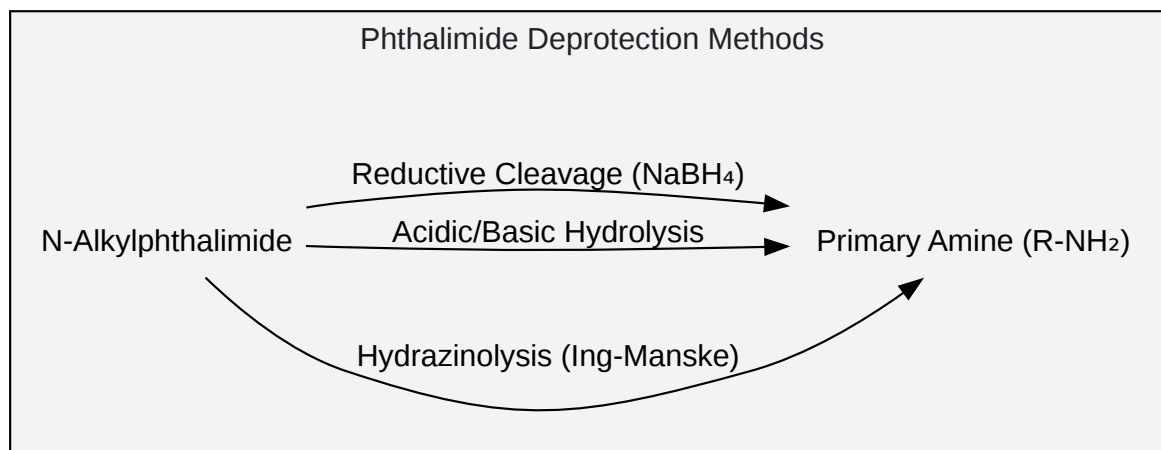 Phthalimide Deprotection Methods
Reductive Cleavage (NaBH₄)
Acidic/Basic Hydrolysis
N-Alkylphthalimide
Primary Amine (R-NH₂)
Hydrazinolysis (Ing-Manske)